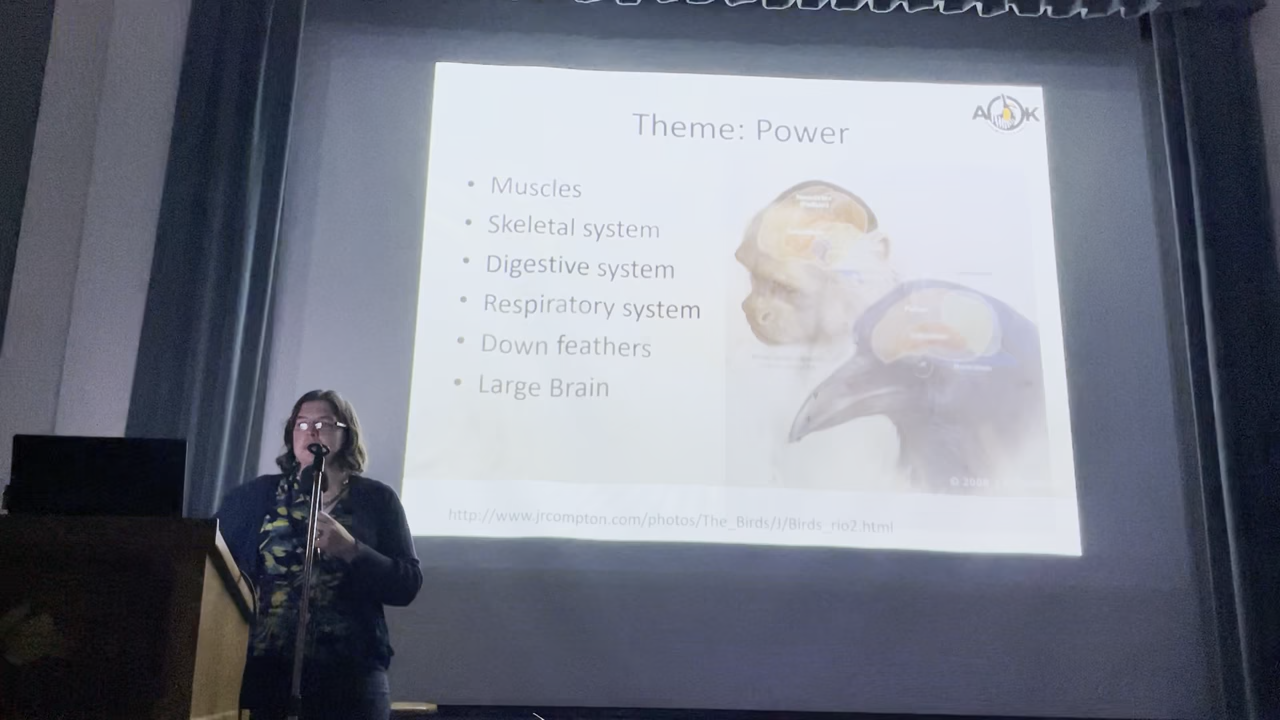 Theme: Power
A K
• Muscles
• Skeletal system
• Digestive system
• Respiratory system
• Down feathers
• Large Brain
http://www.jrcompton.com/photos/The_Birds/J/Birds_rio2.html